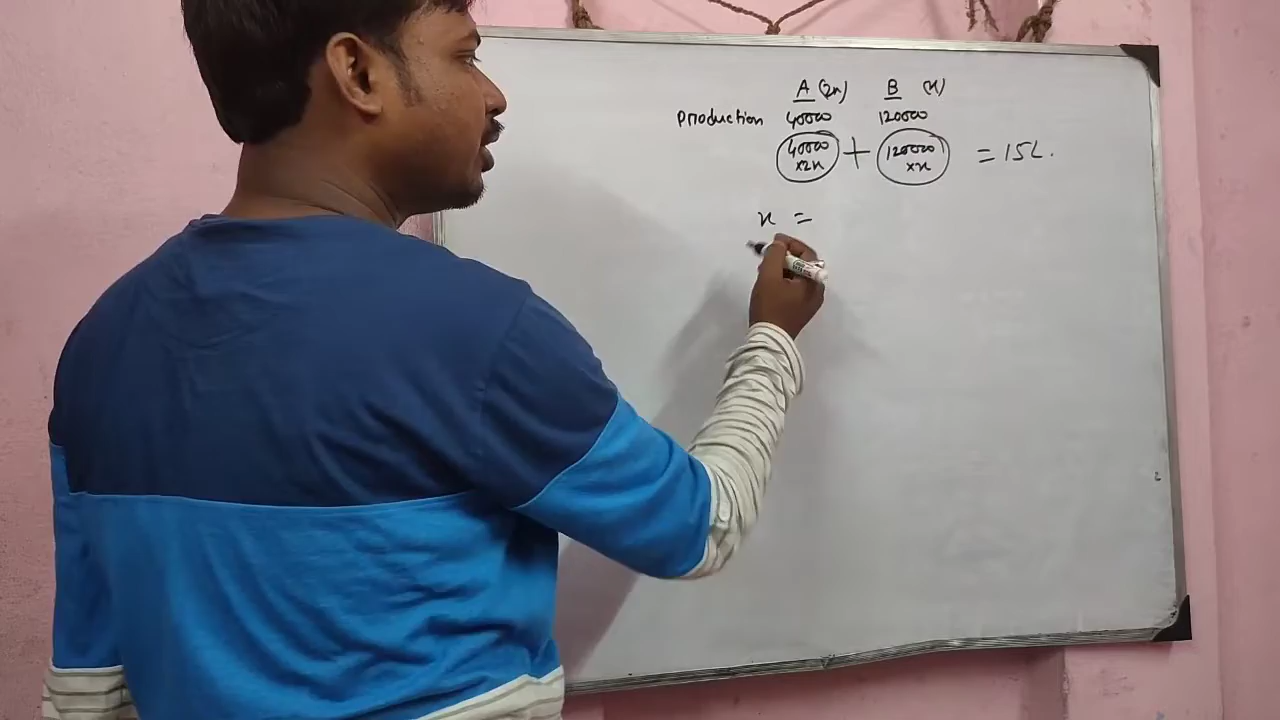 A (2x) B (x)
Production 40000 120000
40000 ×2x + 120000 ×x = 15L.
x =